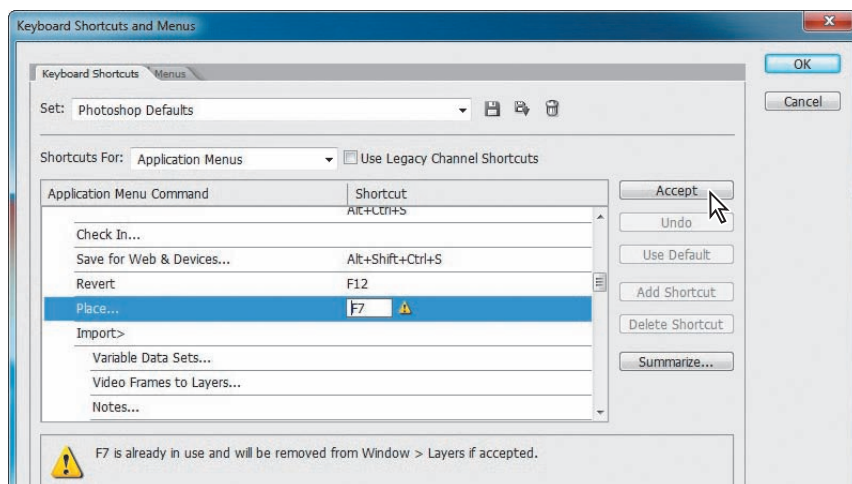 Keyboard Shortcuts and Menus
Keyboard Shortcuts Menus
OK
Set: Photoshop Defaults
Cancel
Shortcuts For: Application Menus Use Legacy Channel Shortcuts
Application Menu Command Shortcut
Accept
Alt+Ctrl+S
Check In...
Undo
Save for Web & Devices... Alt+Shift+Ctrl+S
Use Default
Revert F12
Add Shortcut
Place... F7
Import>
Delete Shortcut
Variable Data Sets...
Summarize...
Video Frames to Layers...
Notes...
F7 is already in use and will be removed from Window > Layers if accepted.